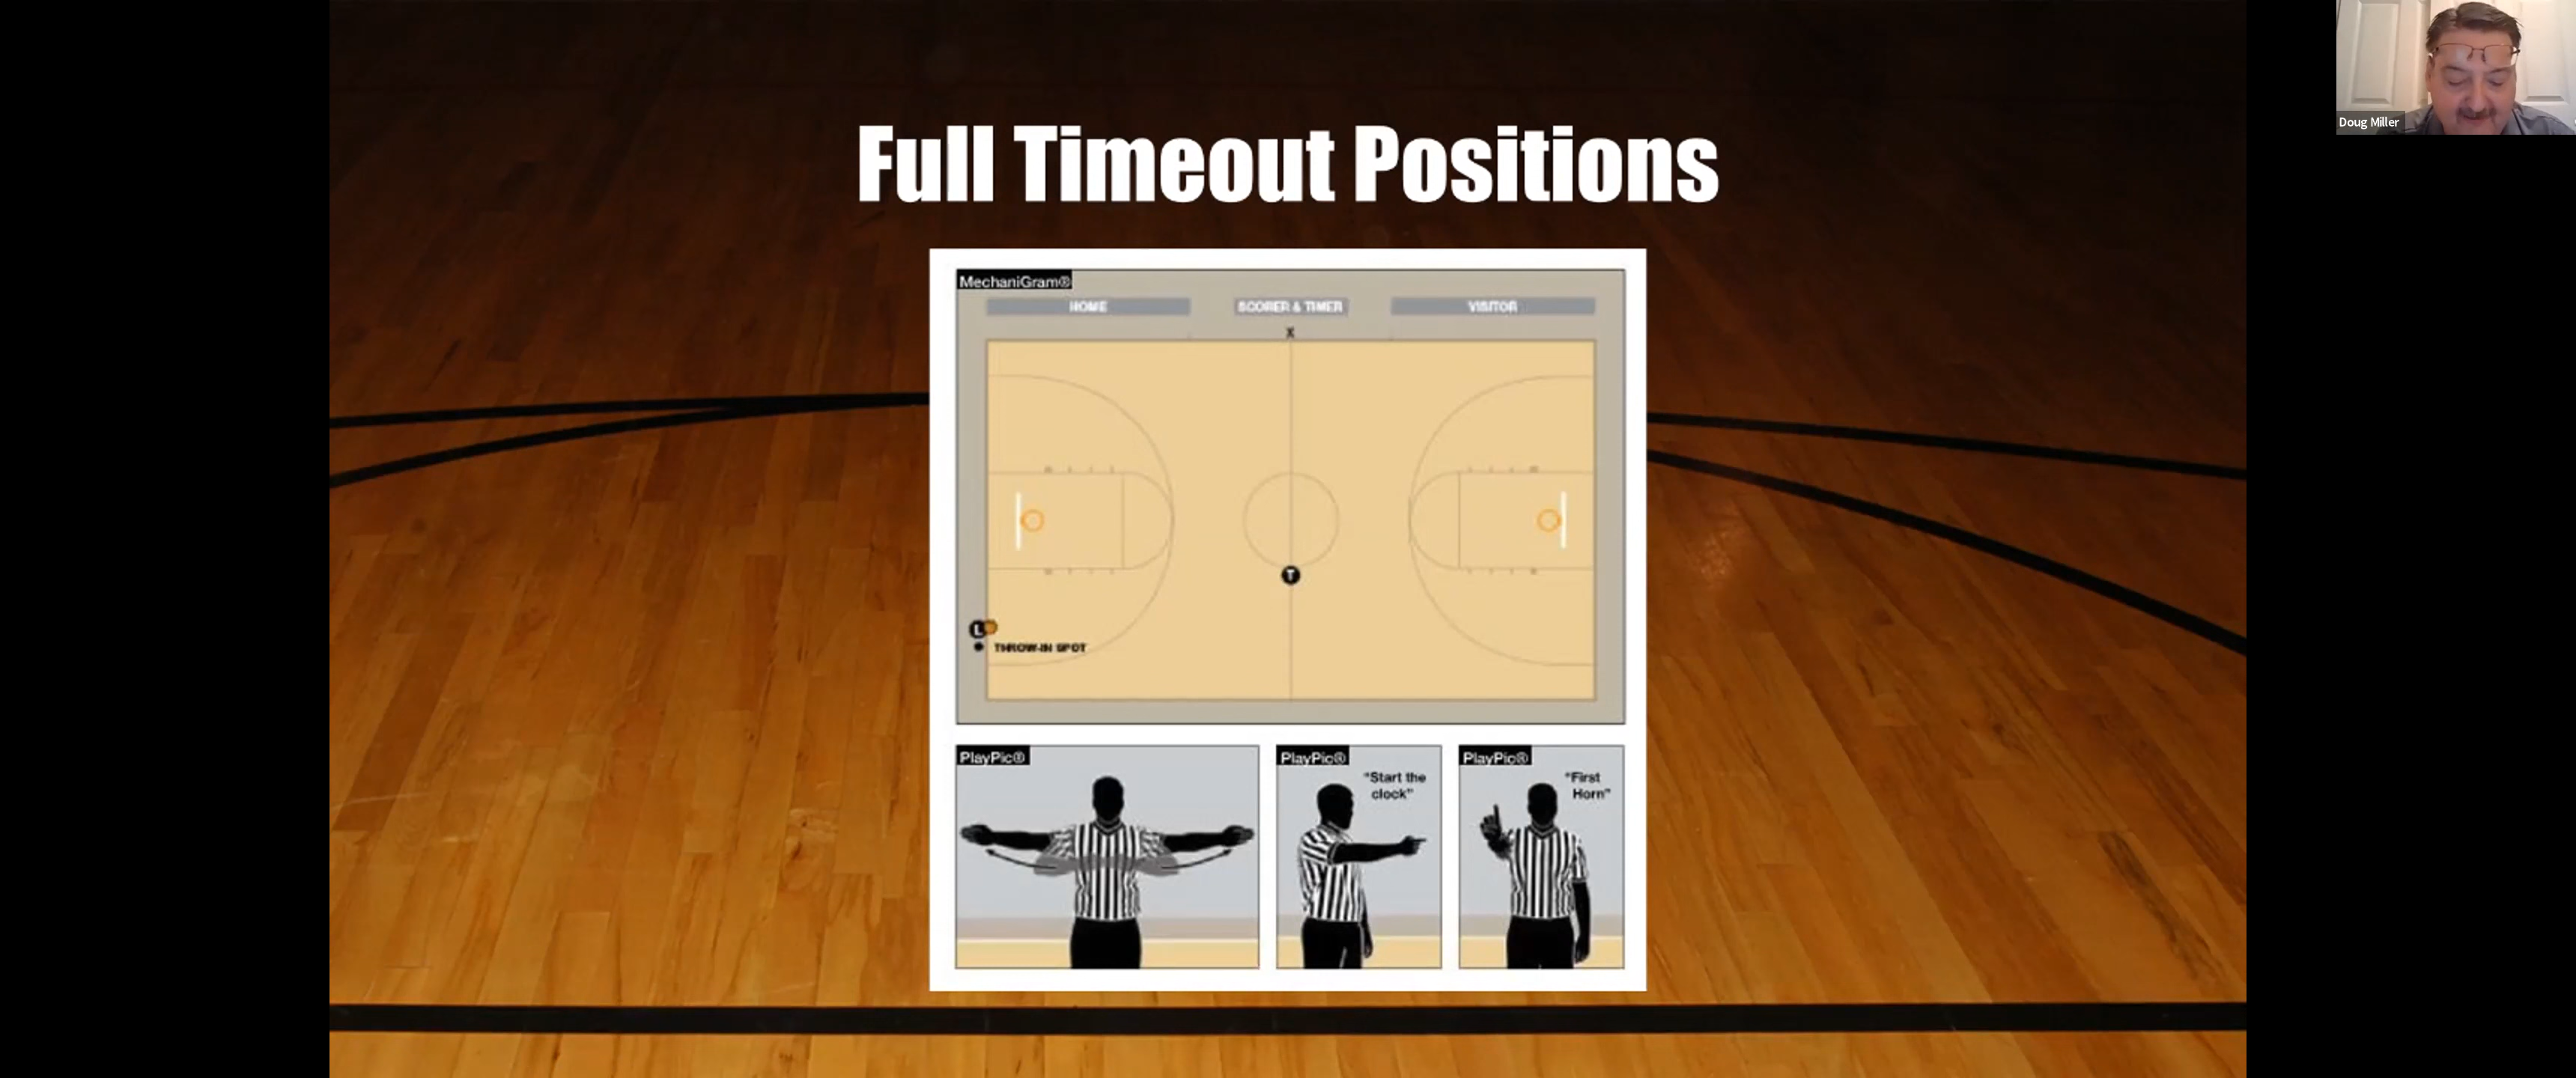 Full Timeout Positions
Doug Miller
MechaniGram®
HOME
SCORER & TIMER
VISITOR
X
T
L
THROW-IN SPOT
PlayPic®
PlayPic®
"Start the
clock"
PlayPic®
"First
Horn"